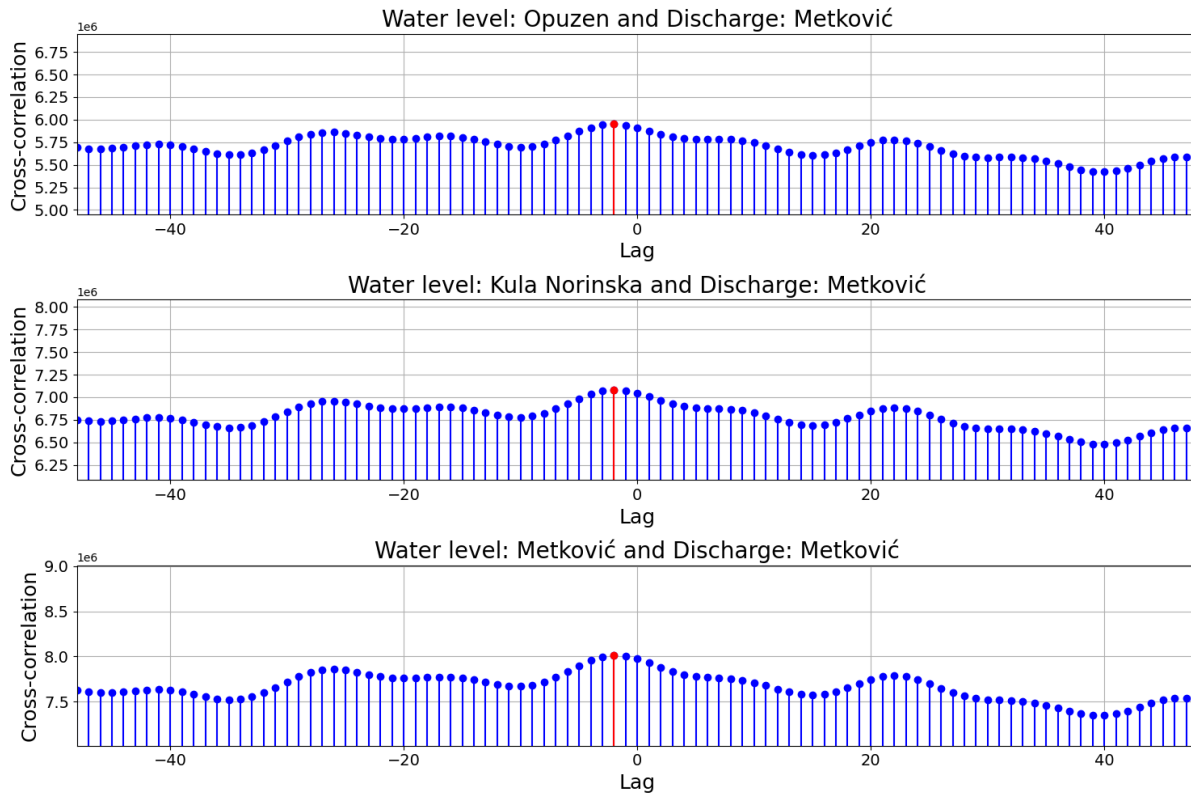 Water level: Opuzen and Discharge: Metković
1e6
Cross-correlation
6.75
6.50
6.25
6.00
5.75
5.50
5.25
5.00
−40 −20 0 20 40
Lag
Water level: Kula Norinska and Discharge: Metković
1e6
Cross-correlation
8.00
7.75
7.50
7.25
7.00
6.75
6.50
6.25
−40 −20 0 20 40
Lag
Water level: Metković and Discharge: Metković
1e6
Cross-correlation
9.0
8.5
8.0
7.5
−40 −20 0 20 40
Lag